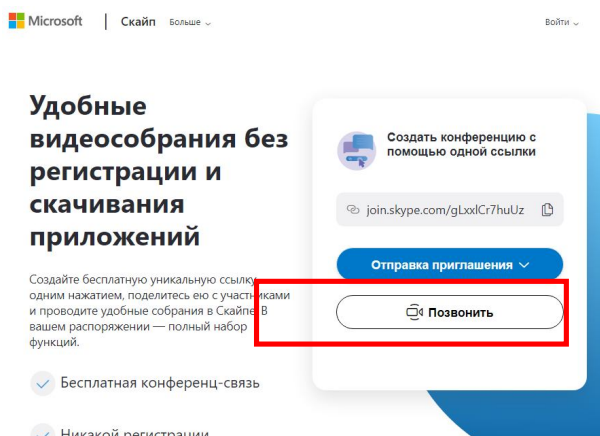 Microsoft
Скайп
Больше
Войти
Удобные
видеособрания без
регистрации и
скачивания
приложений
Создайте бесплатную уникальную ссылку
одним нажатием, поделитесь ею с участниками
и проводите удобные собрания в Скайпе. В
вашем распоряжении — полный набор
функций.
Бесплатная конференц-связь
Никакой регистрации
Создать конференцию с
помощью одной ссылки
join.skype.com/gLxxlCr7huUz
Отправка приглашения
Позвонить